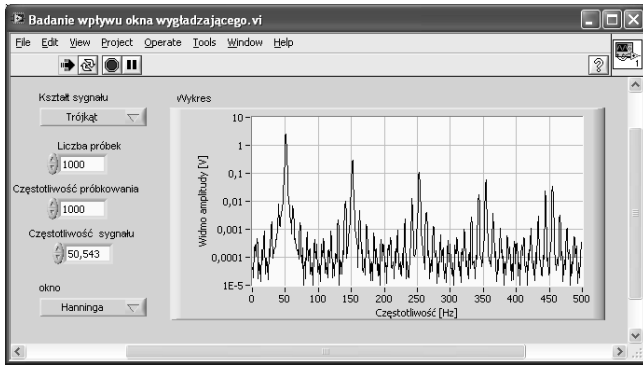 Badanie wpływu okna wygładzającego.vi
File Edit View Project Operate Tools Window Help
1
Kształt sygnału
Trójkąt
Liczba próbek
1000
Częstotliwość próbkowania
1000
Częstotliwość sygnału
50,543
okno
Hanninga
Wykres
Widmo amplitudy [V]
10
1
0,1
0,01
0,001
0,0001
1E-5
0 50 100 150 200 250 300 350 400 450 500
Częstotliwość [Hz]